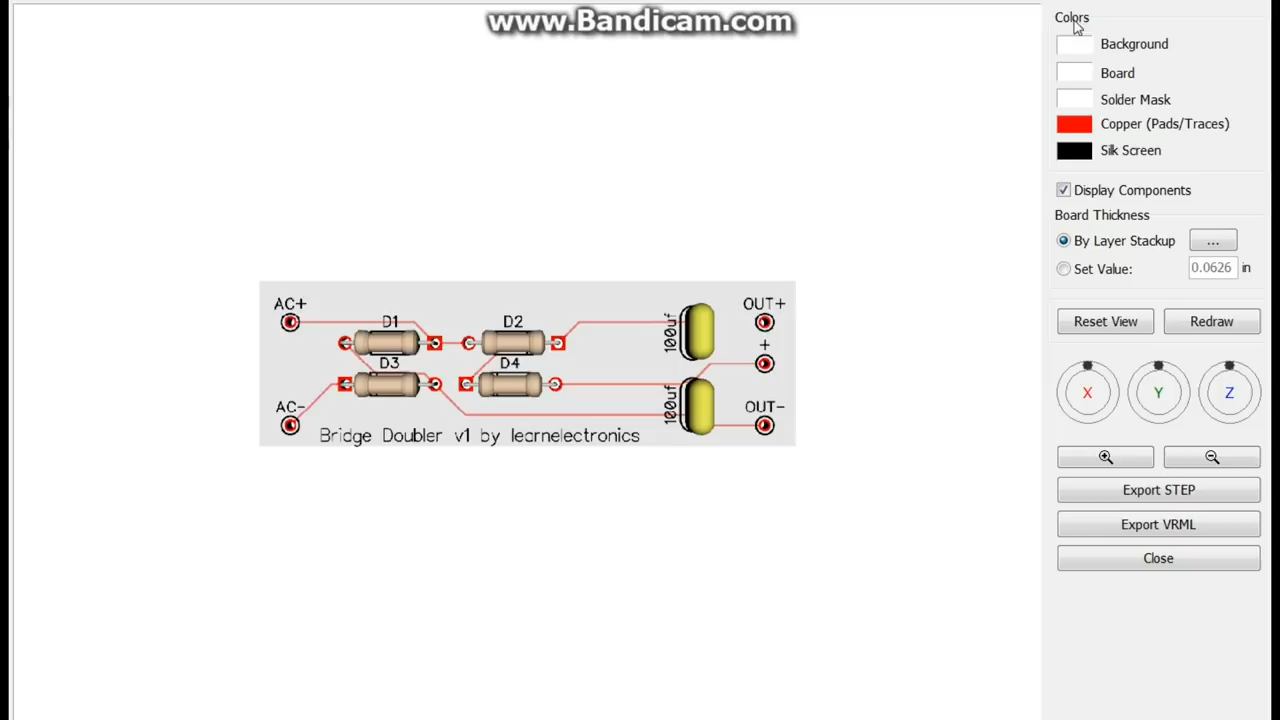 www.Bandicam.com
Colors
Background
Board
Solder Mask
Copper (Pads/Traces)
Silk Screen
Display Components
Board Thickness
By Layer Stackup
...
Set Value:
0.0626
in
Reset View
Redraw
X
Y
Z
Export STEP
Export VRML
Close
AC+
D1
D2
100uf
OUT+
+
D3
D4
AC-
100uf
OUT-
Bridge Doubler v1 by learnelectronics